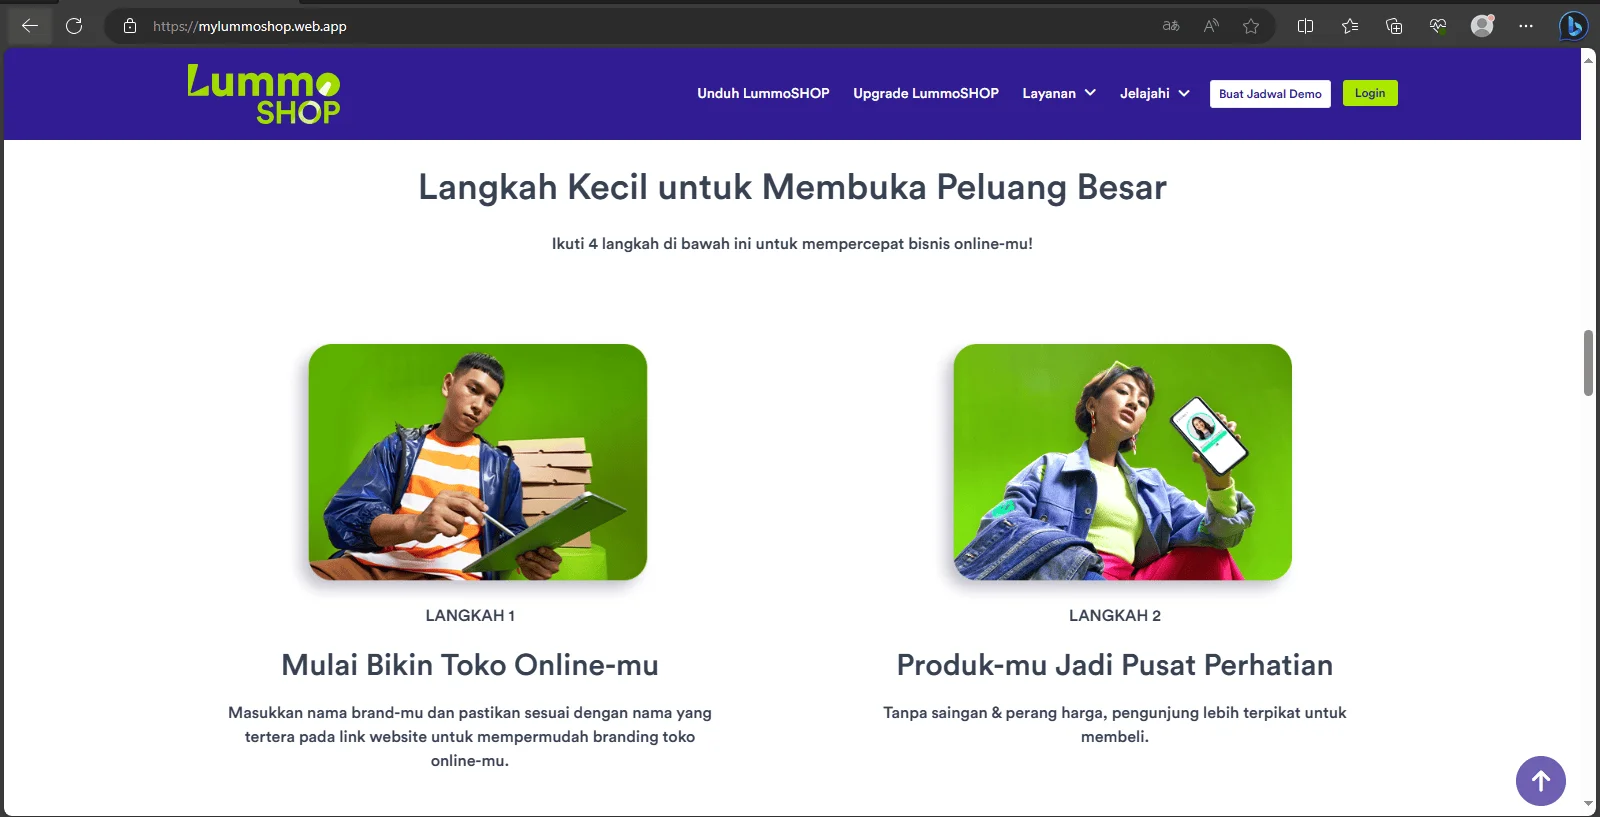 https://mylummoshop.web.app
Lummo
SHOP
Unduh LummoSHOP
Upgrade LummoSHOP
Layanan
Jelajahi
Buat Jadwal Demo
Login
Langkah Kecil untuk Membuka Peluang Besar
Ikuti 4 langkah di bawah ini untuk mempercepat bisnis online-mu!
LANGKAH 1
Mulai Bikin Toko Online-mu
Masukkan nama brand-mu dan pastikan sesuai dengan nama yang
tertera pada link website untuk mempermudah branding toko
online-mu.
LANGKAH 2
Produk-mu Jadi Pusat Perhatian
Tanpa saingan & perang harga, pengunjung lebih terpikat untuk
membeli.